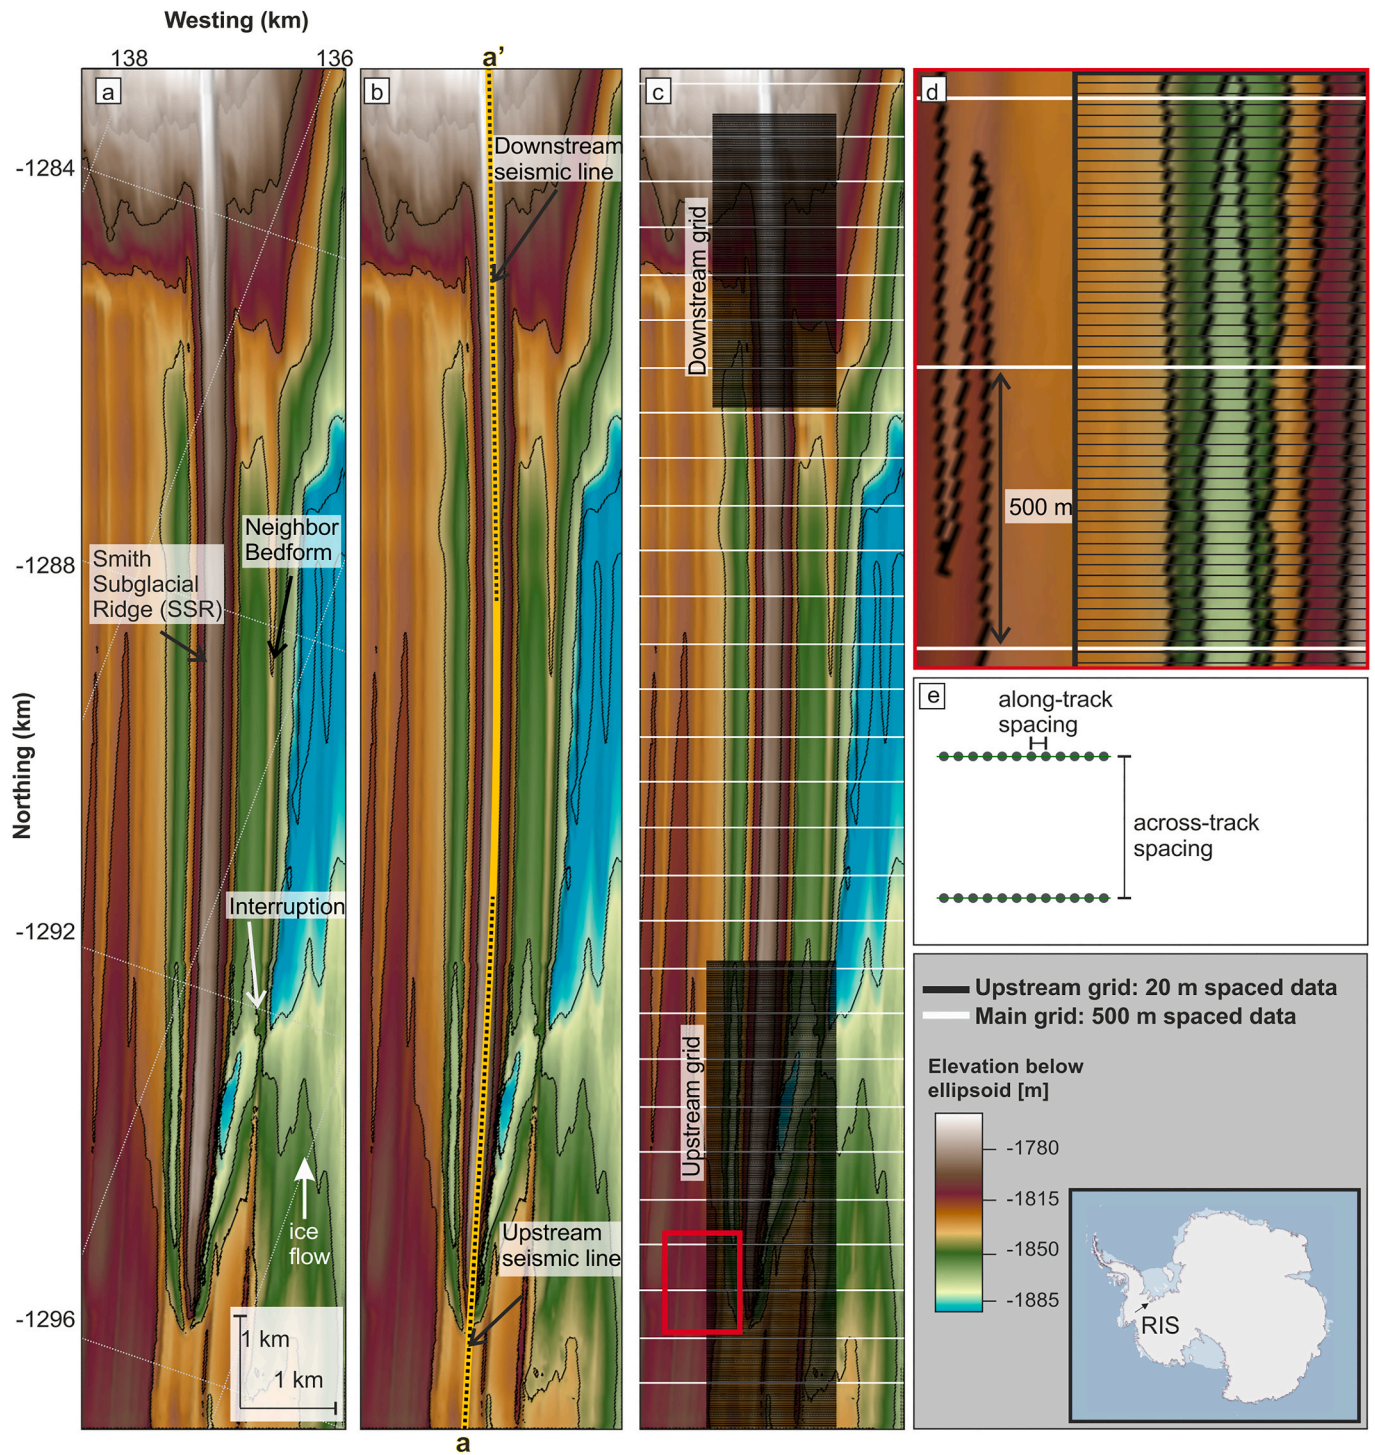 Westing (km)
138
136
a'
a
b
c
d
Downstream
seismic line
-1284
Downstream grid
500 m
Neighbor
Bedform
Smith
Subglacial
Ridge (SSR)
-1288
e
along-track
spacing
across-track
spacing
Northing (km)
Interruption
-1292
Upstream grid
Upstream grid: 20 m spaced data
Main grid: 500 m spaced data
Elevation below
ellipsoid [m]
-1780
-1815
-1850
-1885
ice
flow
Upstream
seismic line
-1296
1 km
1 km
RIS
a